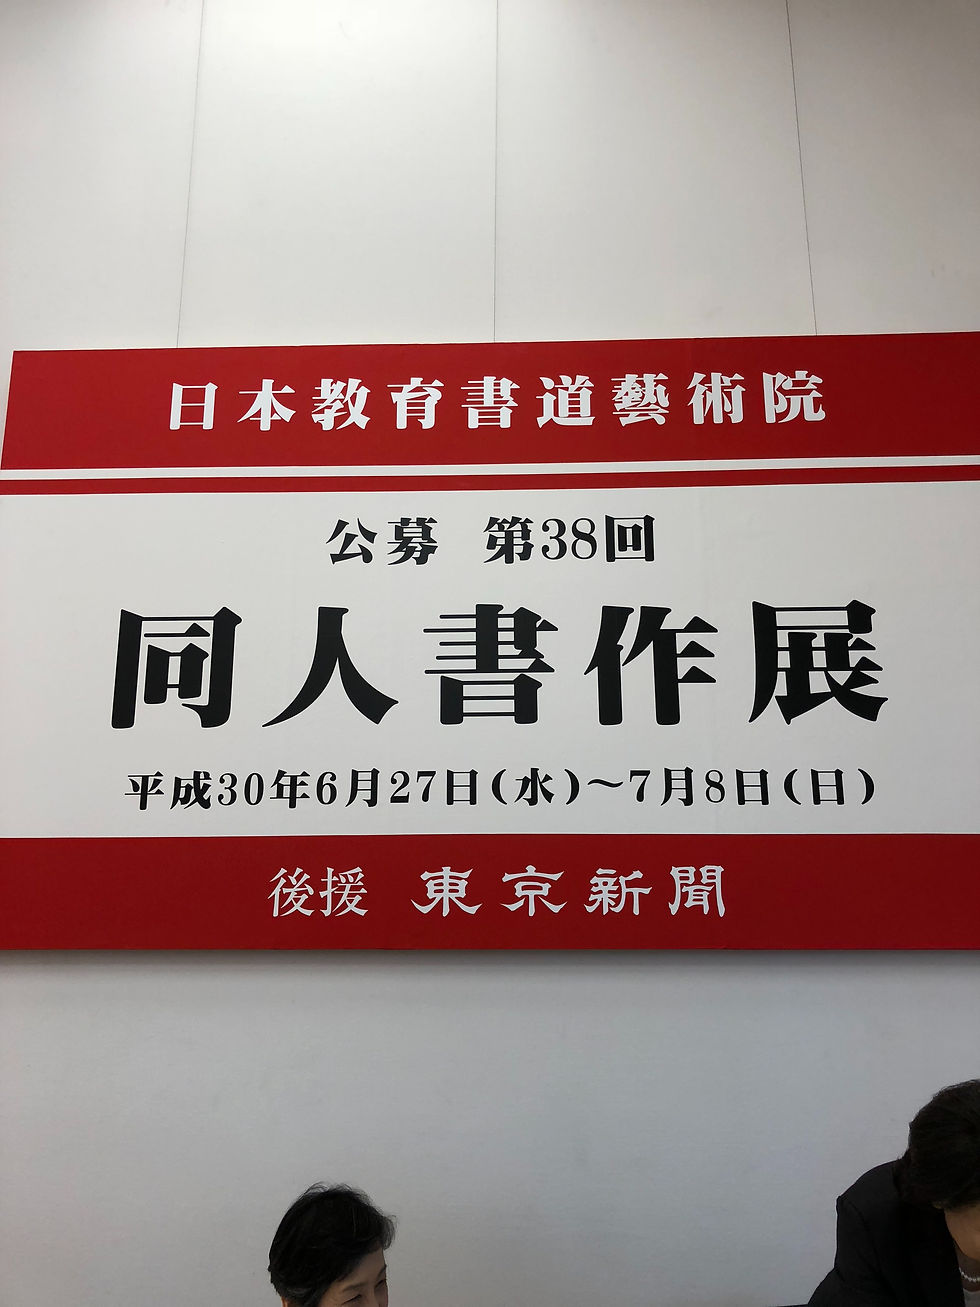 日本教育書道藝術院
公募 第38回
同人書作展
平成30年6月27日(水)～7月8日(日)
後援 東京新聞